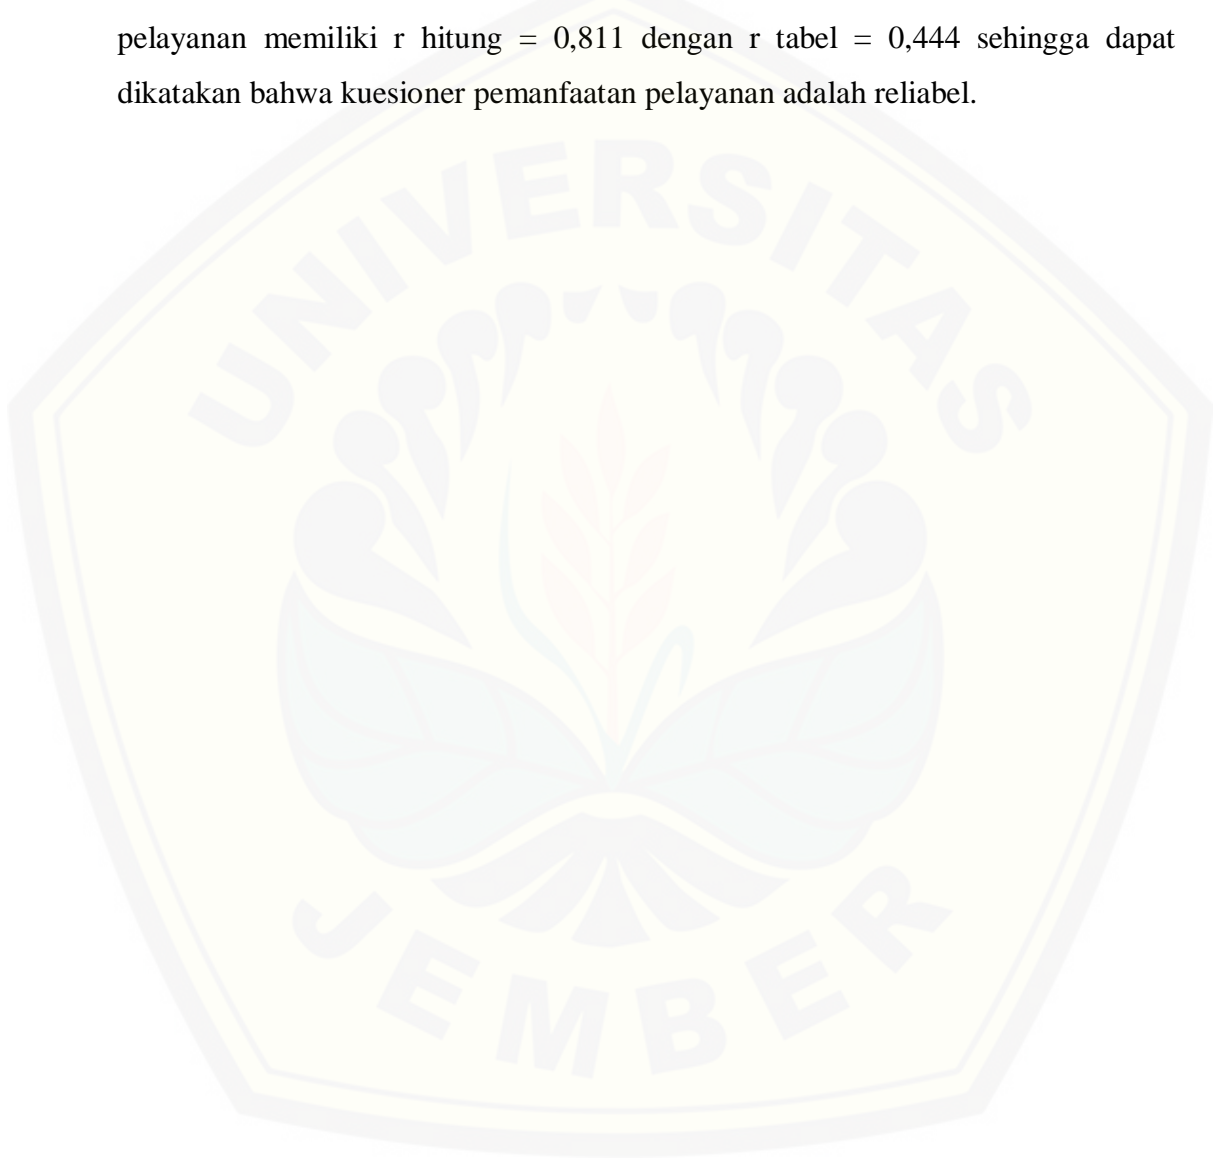 pelayanan memiliki r hitung = 0,811 dengan r tabel = 0,444 sehingga dapat
dikatakan bahwa kuesioner pemanfaatan pelayanan adalah reliabel.
UNIVERSITAS
JEMBER